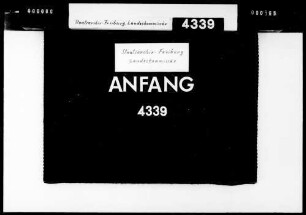 Staatsarchiv Freiburg Landeskommissär
4339
Staatsarchiv Freiburg
Landeskommissär
ANFANG
4339